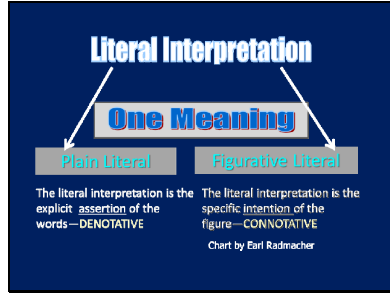 Literal Interpretation
One Meaning
Plain Literal
Figurative Literal
The literal interpretation is the
explicit assertion of the
words—DENOTATIVE
The literal interpretation is the
specific intention of the
figure—CONNOTATIVE
Chart by Earl Radmacher